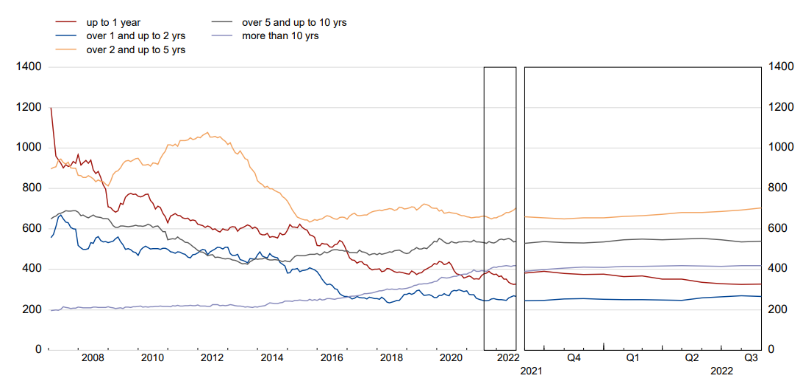 up to 1 year
over 5 and up to 10 yrs
over 1 and up to 2 yrs
more than 10 yrs
over 2 and up to 5 yrs
1400 1400
1200 1200
1000 1000
800 800
600 600
400 400
200 200
0 0
2008 2010 2012 2014 2016 2018 2020 2022 Q4 Q1 Q2 Q3
2021 2022